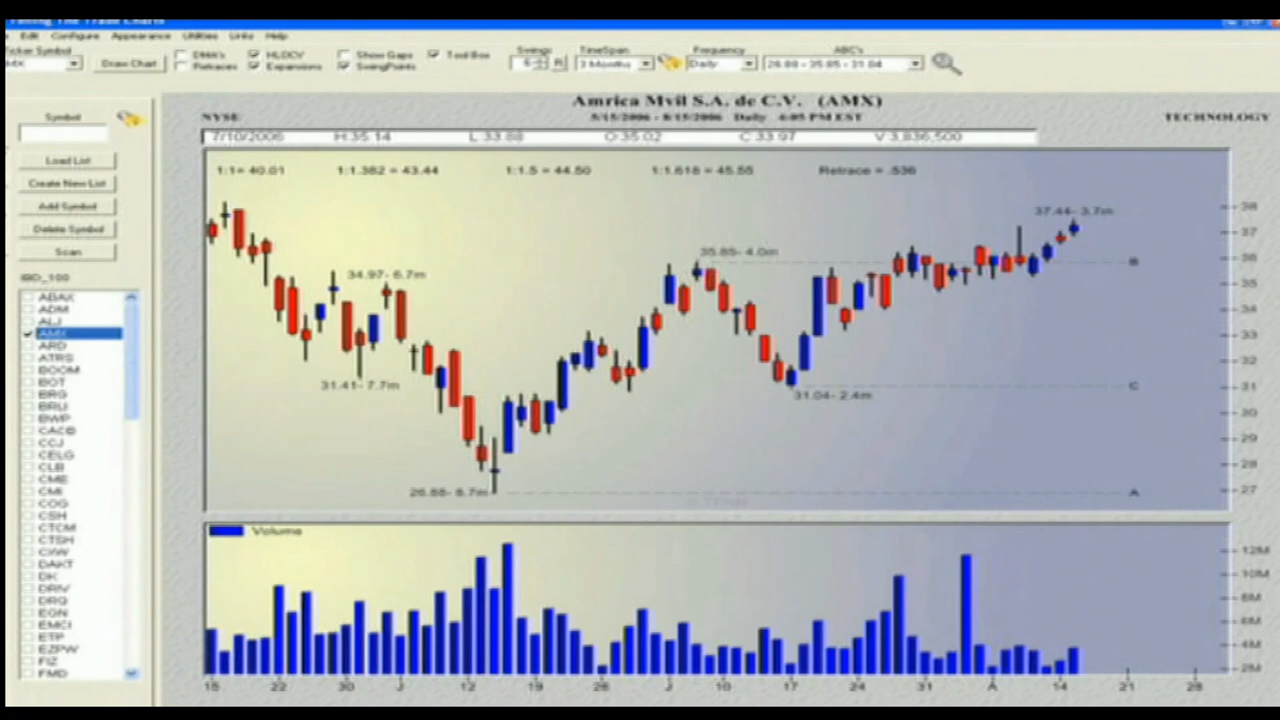 Edit Configure Appearance Utilities Links Help
Ticker Symbol
Draw Chart
DMA's
Retraces
HLOCV
Expansions
Show Gaps
SwingPoints
Tool Box
Swings
R
TimeSpan
3 Months
Frequency
Daily
ABC's
26.88 - 35.85 - 31.04
Amrica Mvil S.A. de C.V. (AMX)
NYSE
5/15/2006 - 8/15/2006 Daily 4:05 PM EST
TECHNOLOGY
7/10/2006 H:35.14 L:33.88 O:35.02 C:33.97 V:3,836,500
Symbol
Load List
Create New List
Add Symbol
Delete Symbol
Scan
IBD_100
ABAX
ADM
ALJ
AMX
ARD
ATRS
BOOM
BOT
BRG
BRLI
BWP
CACB
CCJ
CELG
CLB
CME
CMI
COG
CSH
CTCM
CTSH
CXW
DAKT
DK
DRIV
DRQ
EGN
EMCI
ETP
EZPW
FIZ
FMD
1:1= 40.01 1:1.382 = 43.44 1:1.5 = 44.50 1:1.618 = 45.55 Retrace = .536
37.44- 3.7m
35.85- 4.0m
34.97- 6.7m
31.41- 7.7m
31.04- 2.4m
26.88- 8.7m
B
C
A
38
37
36
35
34
33
32
31
30
29
28
27
Volume
12M
10M
8M
6M
4M
2M
15 22 30 J 12 19 26 J 10 17 24 31 A 14 21 28